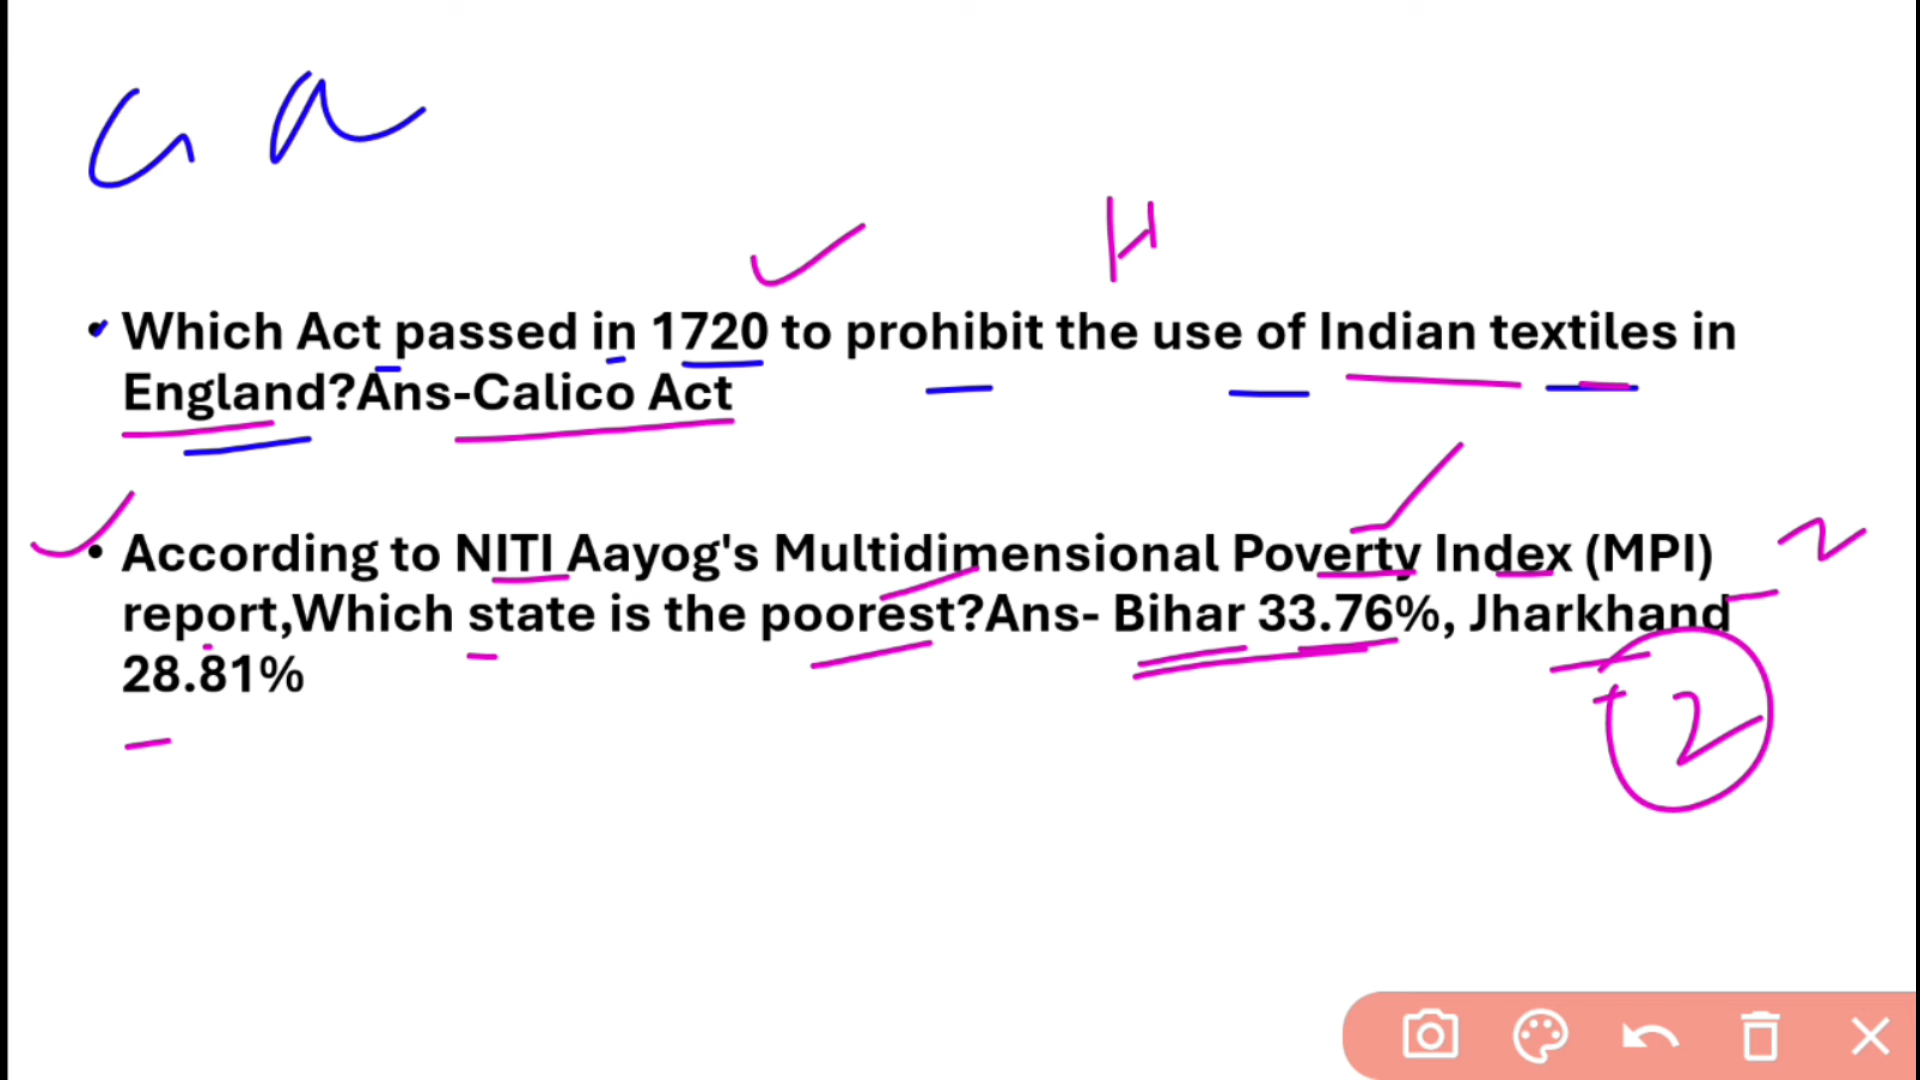 G a
H
• Which Act passed in 1720 to prohibit the use of Indian textiles in
England?Ans-Calico Act
• According to NITI Aayog's Multidimensional Poverty Index (MPI)
report,Which state is the poorest?Ans- Bihar 33.76%, Jharkhand
28.81%
2